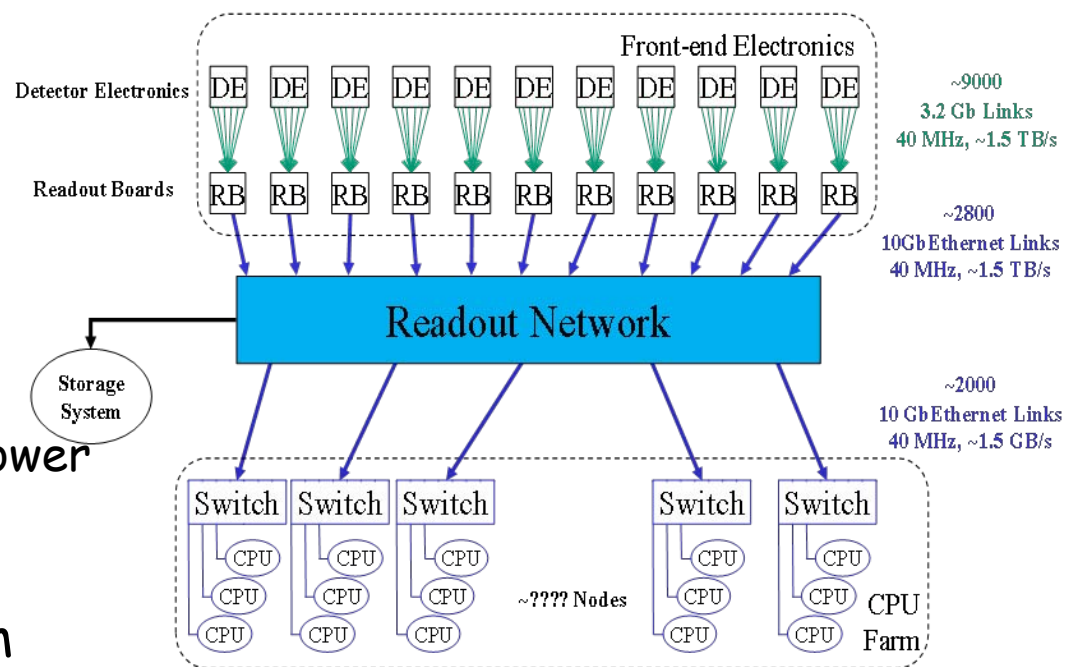 Front-end Electronics
Detector Electronics
DE DE DE DE DE DE DE DE DE DE DE
~9000
3.2 Gb Links
40 MHz, ~1.5 TB/s
Readout Boards
RB RB RB RB RB RB RB RB RB RB RB
~2800
10GbEthernet Links
40 MHz, ~1.5 TB/s
Readout Network
Storage
System
~2000
10 GbEthernet Links
40 MHz, ~1.5 GB/s
ower
Switch Switch Switch Switch Switch
CPU CPU CPU CPU CPU
CPU CPU CPU CPU CPU
~???? Nodes
CPU CPU CPU CPU CPU
CPU
Farm